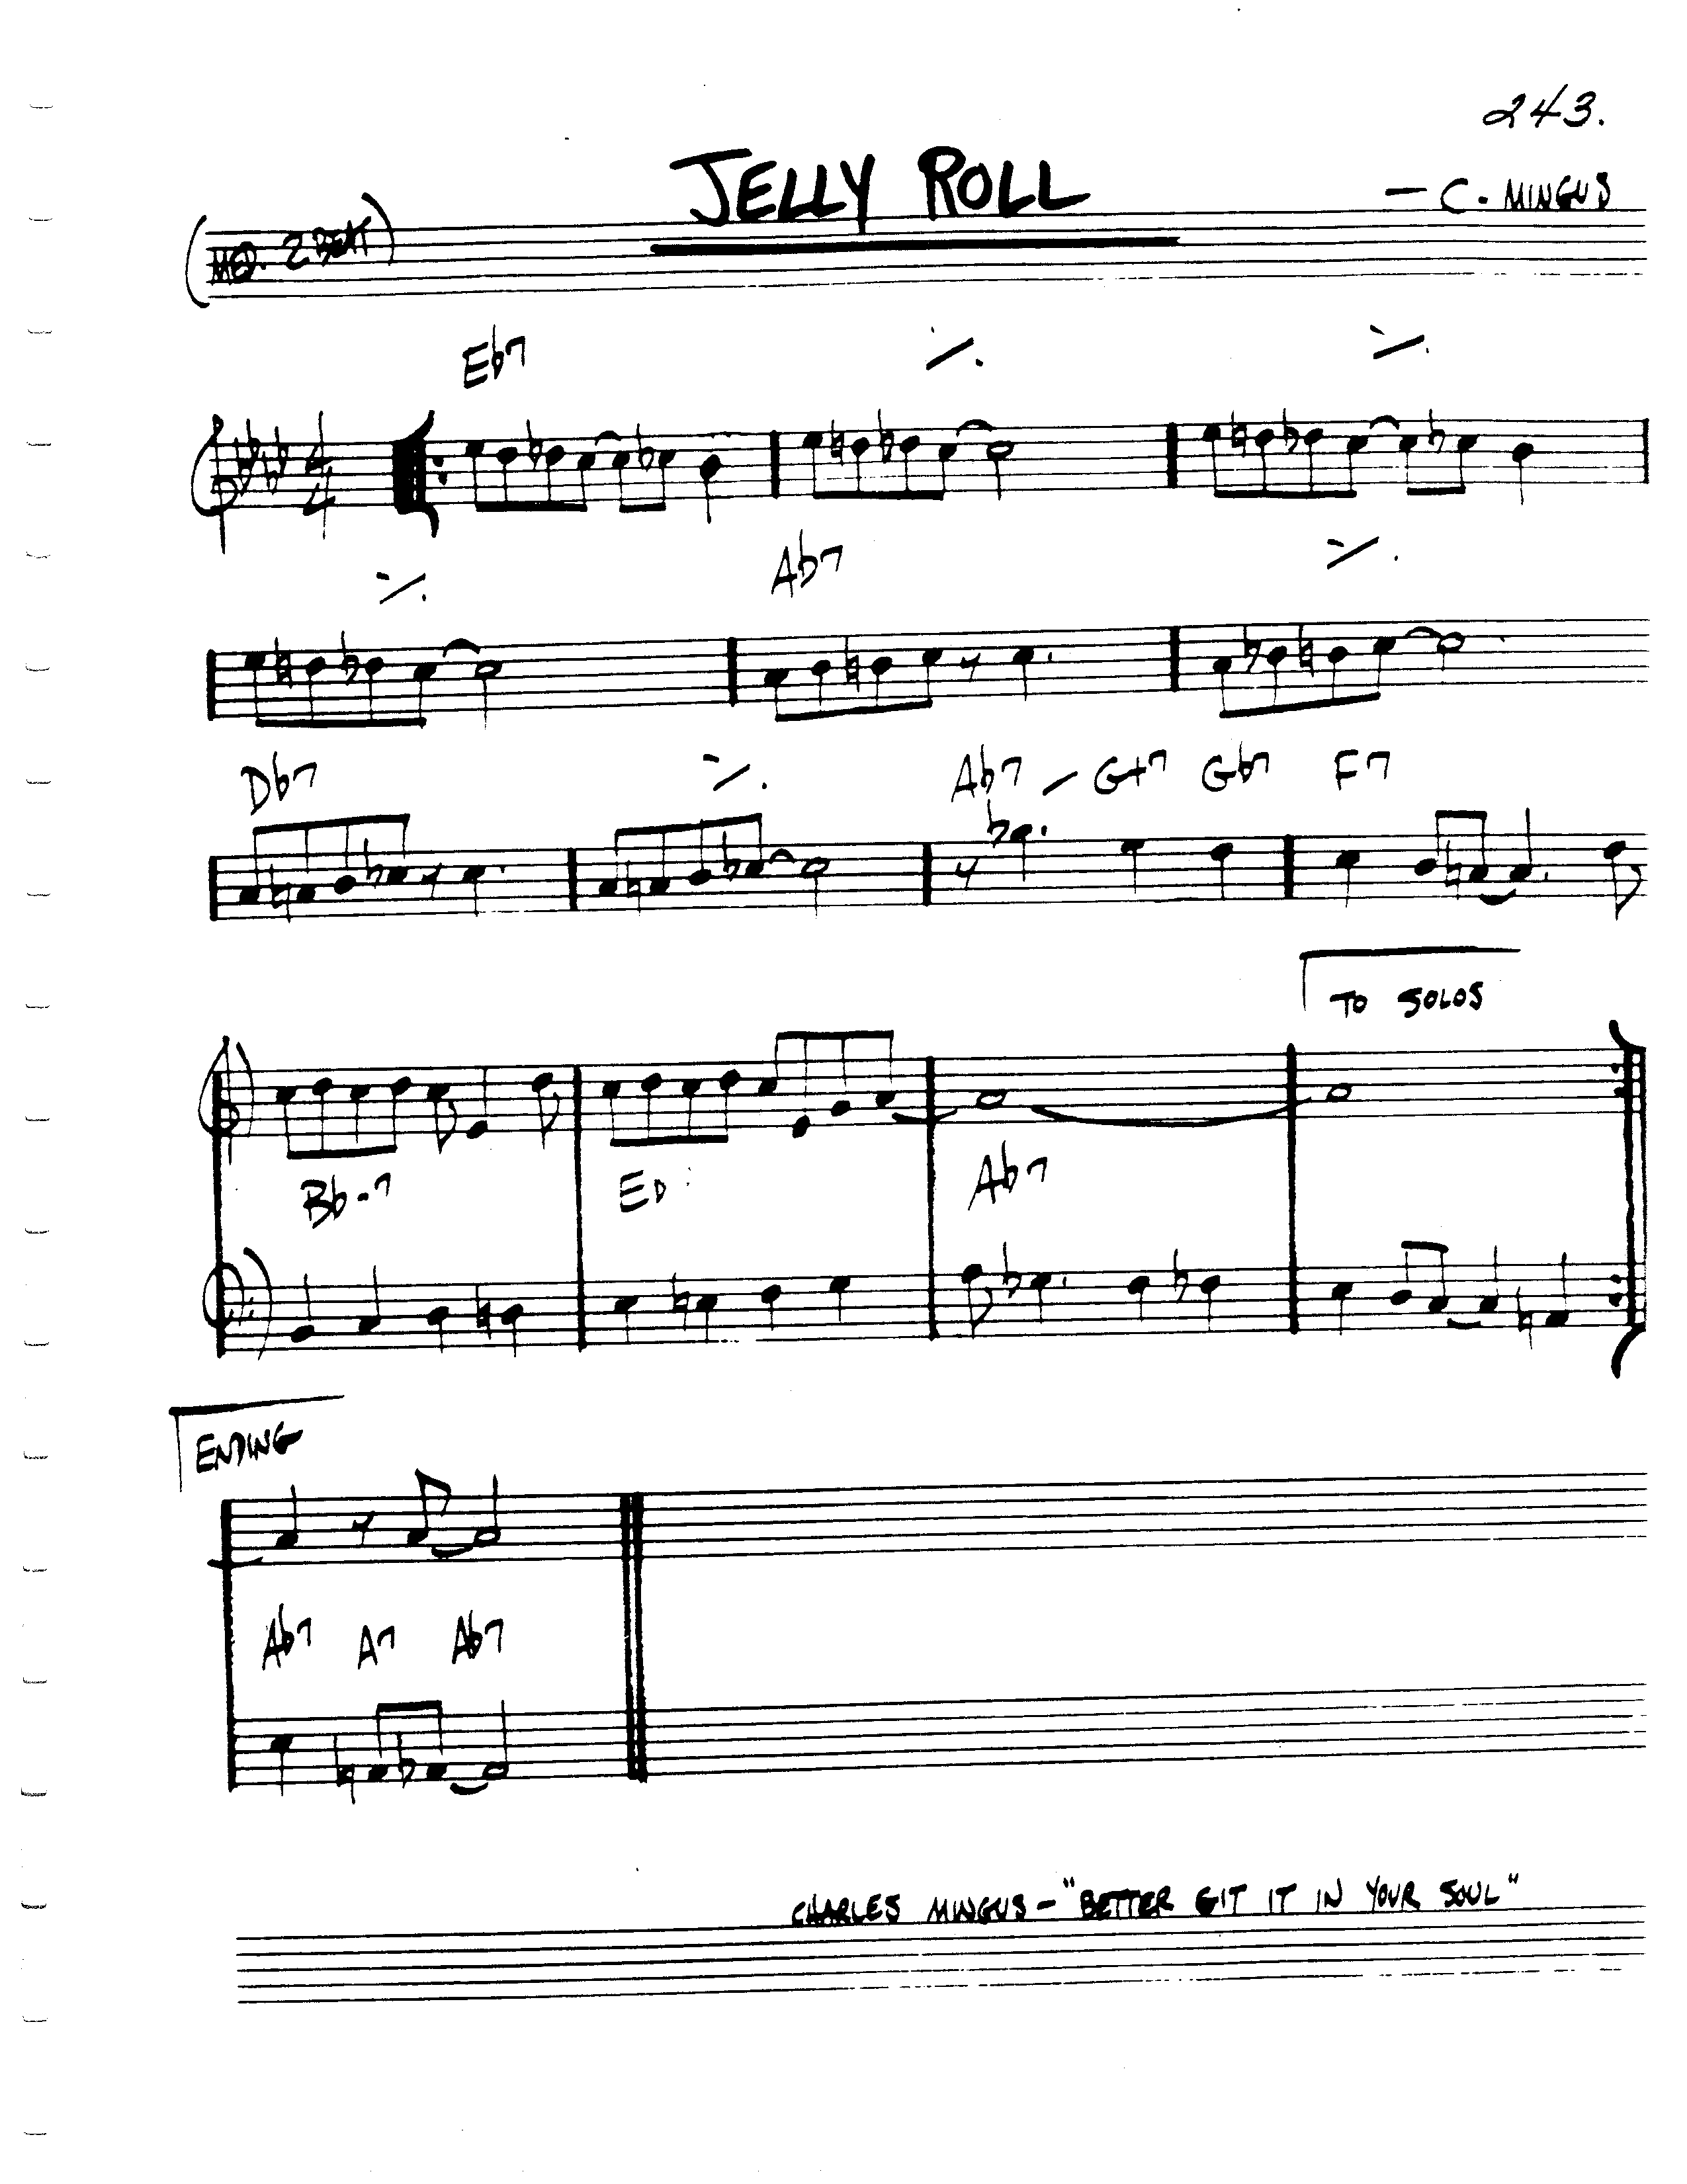 243.
JELLY ROLL
— C. MINGUS
(MED. 2 BEAT)
Eb7 ٪ ٪
٪ Ab7 ٪
Db7 ٪ Ab7 / G+7 Gb7 F7
TO SOLOS
Bb-7 Ab7
ENDING
Ab7 A7 Ab7
CHARLES MINGUS – "BETTER GIT IT IN YOUR SOUL"